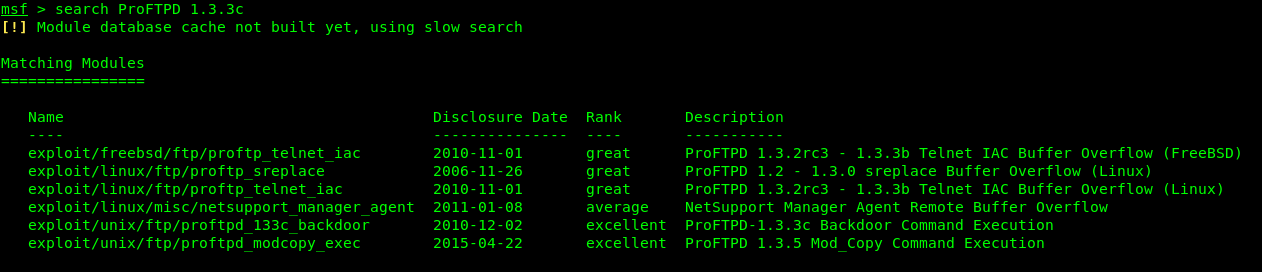 msf > search ProFTPD 1.3.3c
[!] Module database cache not built yet, using slow search
Matching Modules
================
Name Disclosure Date Rank Description
---- --------------- ---- -----------
exploit/freebsd/ftp/proftp_telnet_iac 2010-11-01 great ProFTPD 1.3.2rc3 - 1.3.3b Telnet IAC Buffer Overflow (FreeBSD)
exploit/linux/ftp/proftp_sreplace 2006-11-26 great ProFTPD 1.2 - 1.3.0 sreplace Buffer Overflow (Linux)
exploit/linux/ftp/proftp_telnet_iac 2010-11-01 great ProFTPD 1.3.2rc3 - 1.3.3b Telnet IAC Buffer Overflow (Linux)
exploit/linux/misc/netsupport_manager_agent 2011-01-08 average NetSupport Manager Agent Remote Buffer Overflow
exploit/unix/ftp/proftpd_133c_backdoor 2010-12-02 excellent ProFTPD-1.3.3c Backdoor Command Execution
exploit/unix/ftp/proftpd_modcopy_exec 2015-04-22 excellent ProFTPD 1.3.5 Mod_Copy Command Execution